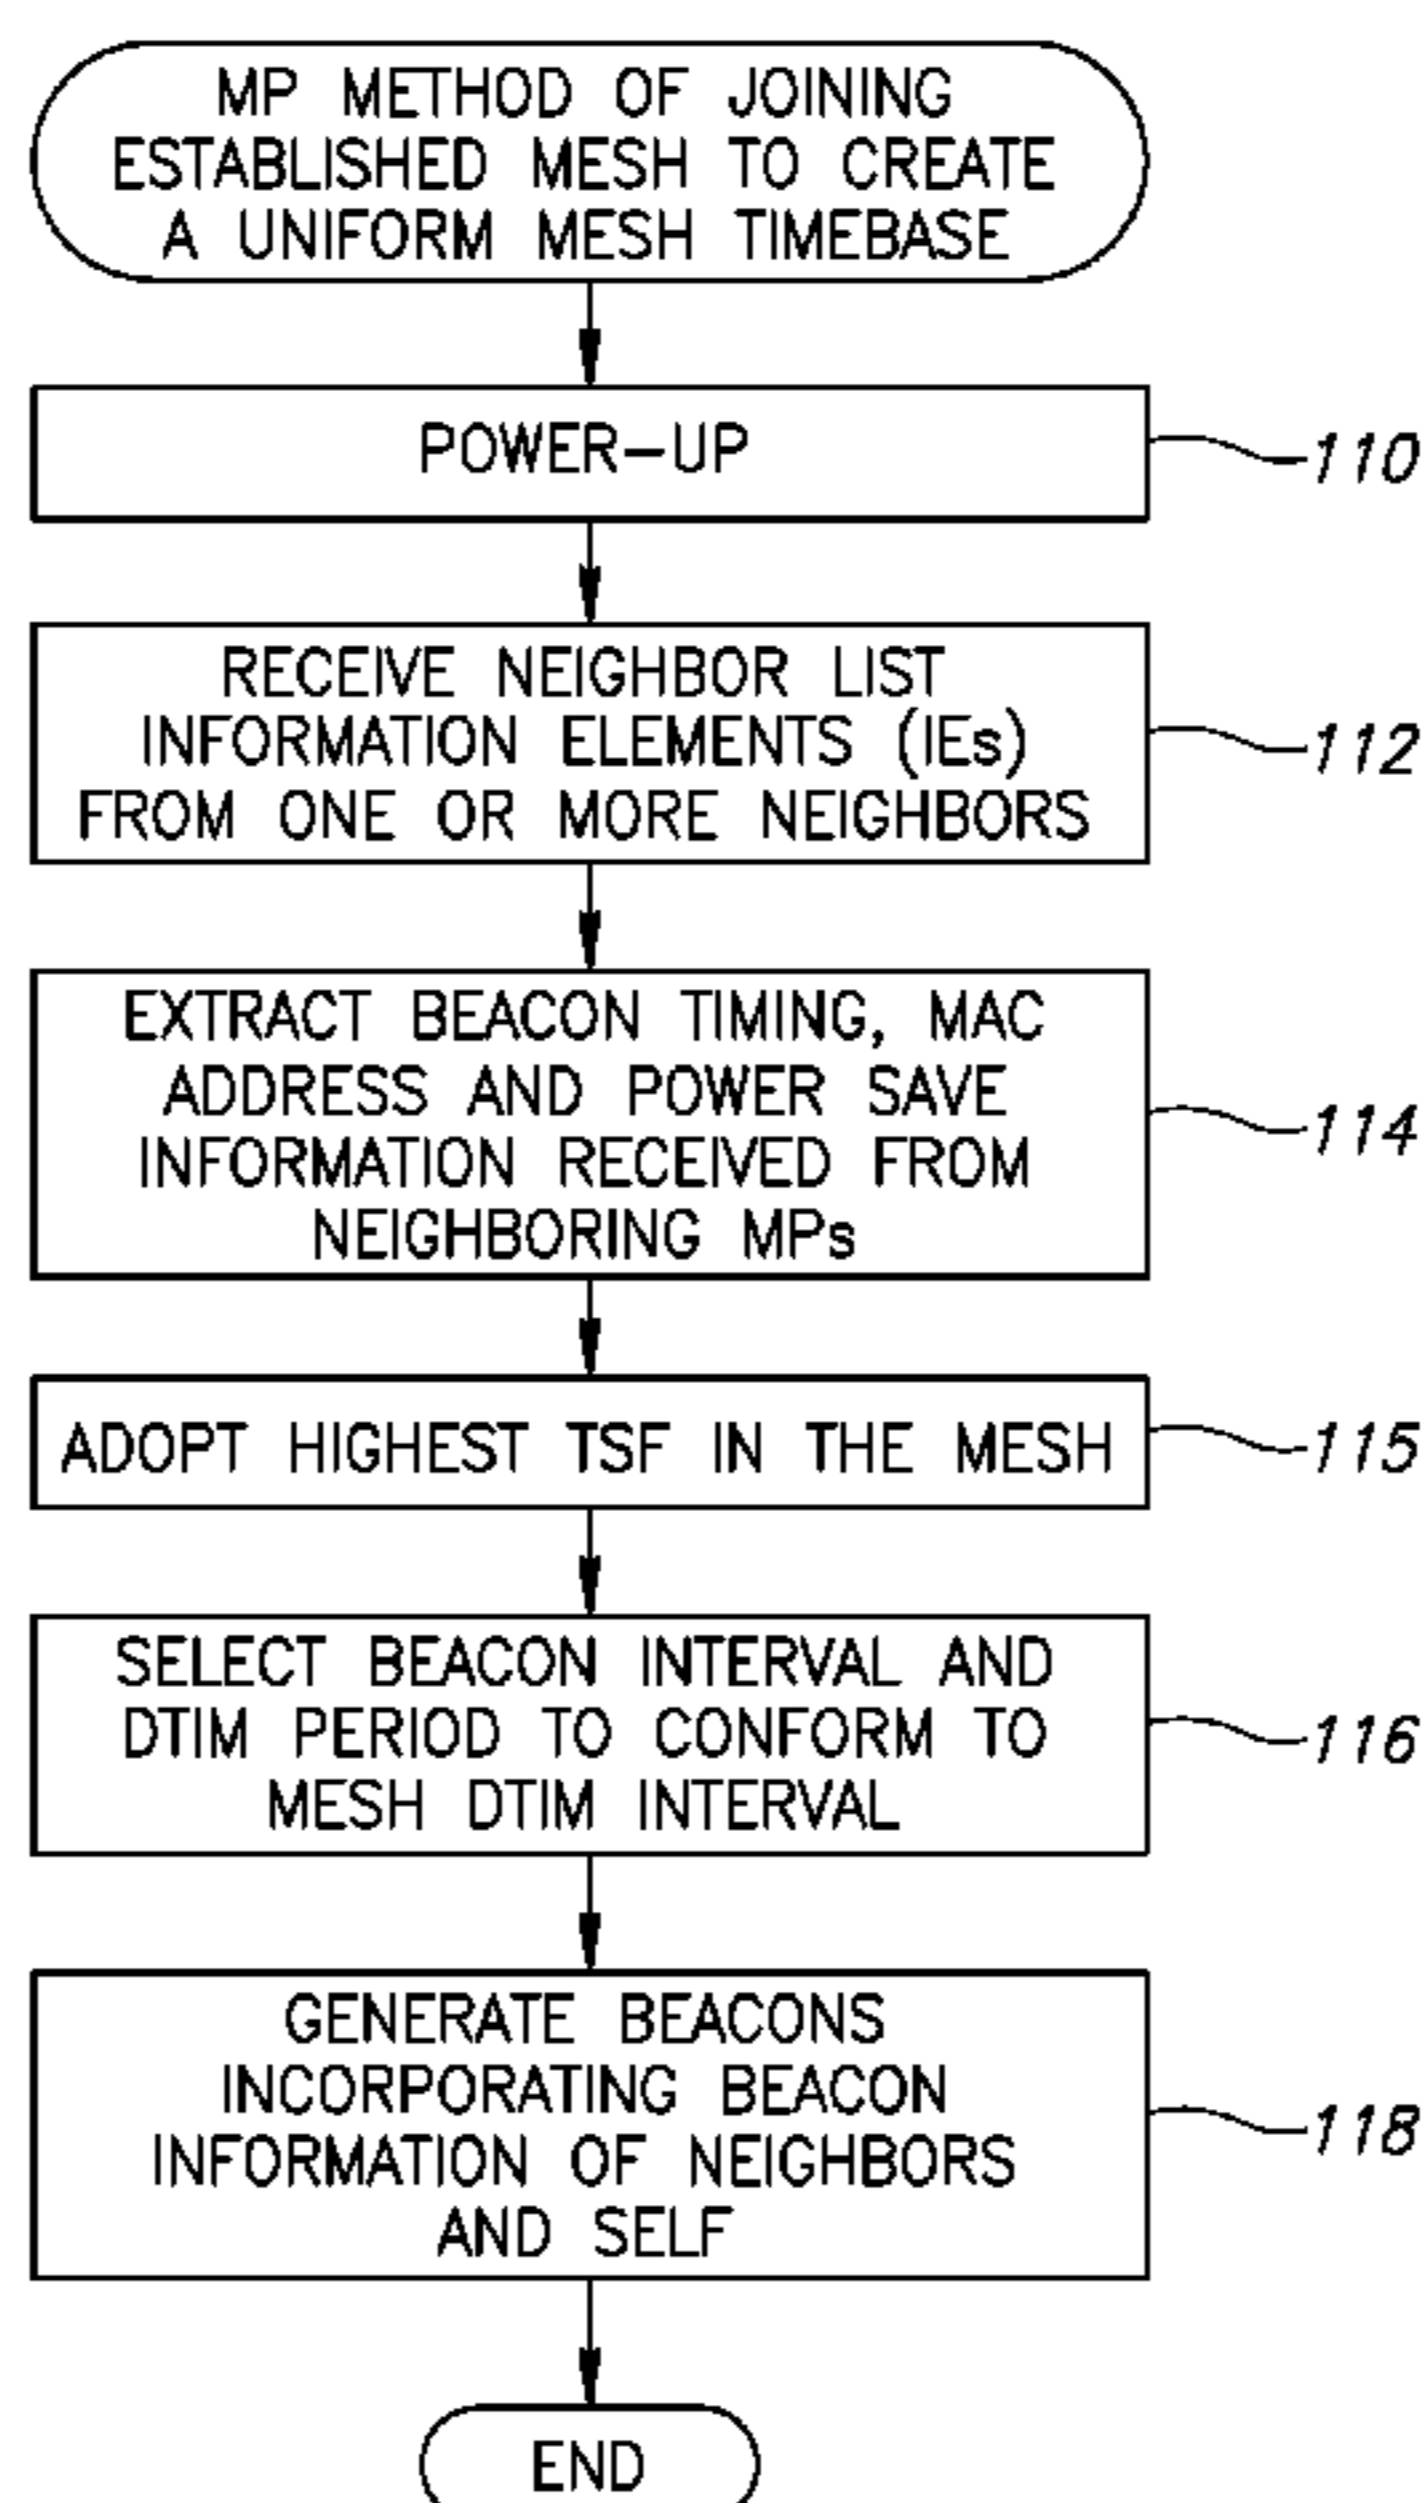 MP METHOD OF JOINING
ESTABLISHED MESH TO CREATE
A UNIFORM MESH TIMEBASE
POWER-UP
110
RECEIVE NEIGHBOR LIST
INFORMATION ELEMENTS (IEs)
FROM ONE OR MORE NEIGHBORS
112
EXTRACT BEACON TIMING, MAC
ADDRESS AND POWER SAVE
INFORMATION RECEIVED FROM
NEIGHBORING MPs
114
ADOPT HIGHEST TSF IN THE MESH
115
SELECT BEACON INTERVAL AND
DTIM PERIOD TO CONFORM TO
MESH DTIM INTERVAL
116
GENERATE BEACONS
INCORPORATING BEACON
INFORMATION OF NEIGHBORS
AND SELF
118
END